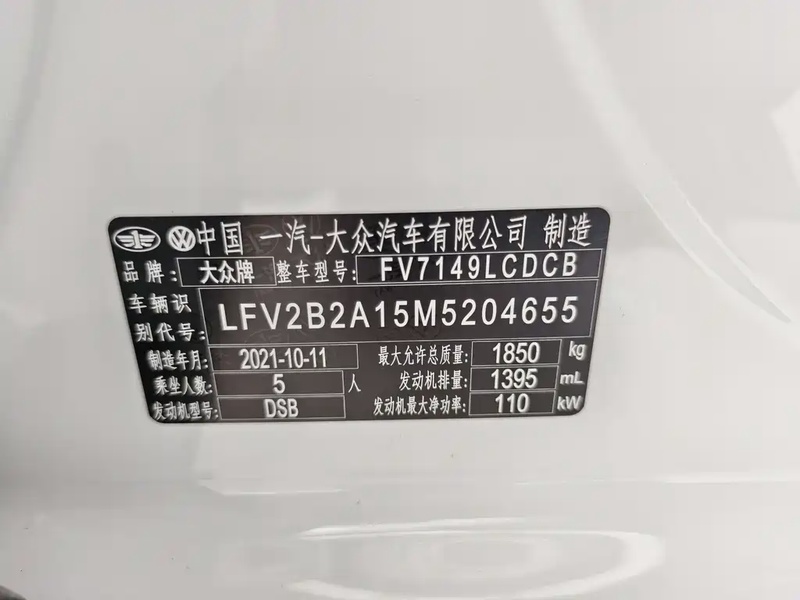 中国 一汽-大众汽车有限公司 制造
品牌: 大众牌 整车型号: FV7149LCDCB
车辆识别代号: LFV2B2A15M5204655
制造年月: 2021-10-11 最大允许总质量: 1850 kg
乘坐人数: 5 人 发动机排量: 1395 mL
发动机型号: DSB 发动机最大净功率: 110 kW